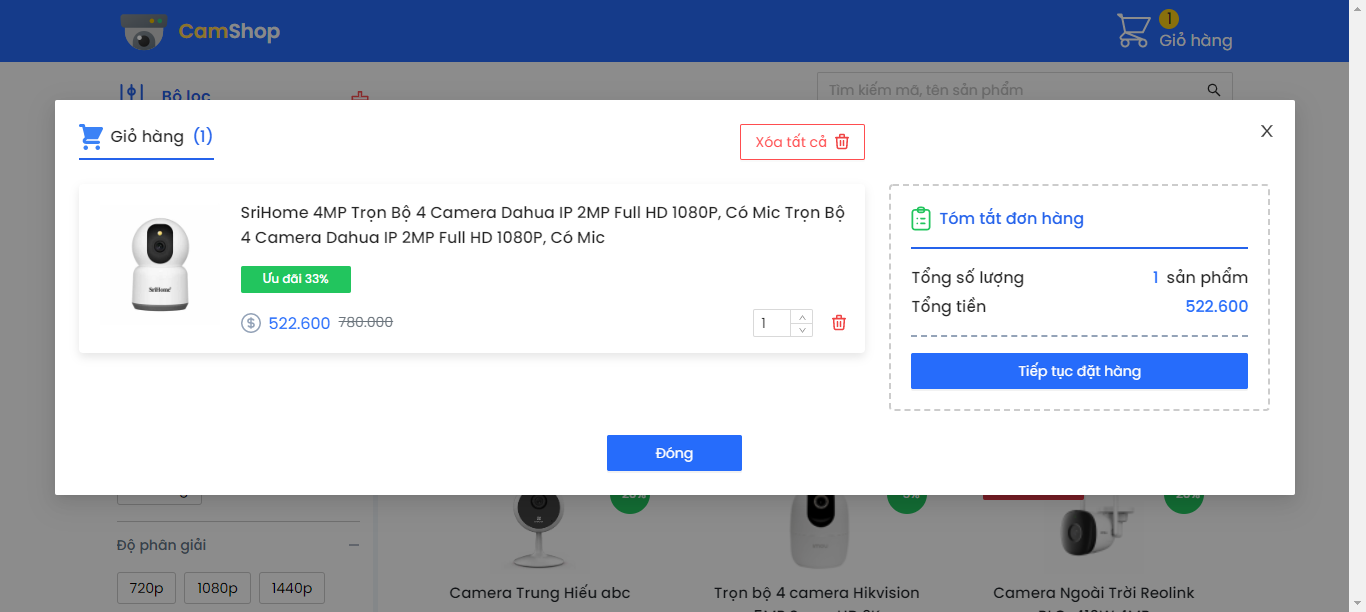 CamShop
1
Giỏ hàng
Bộ lọc
Tìm kiếm mã, tên sản phẩm
Giỏ hàng (1)
Xóa tất cả
X
SriHome 4MP Trọn Bộ 4 Camera Dahua IP 2MP Full HD 1080P, Có Mic Trọn Bộ
4 Camera Dahua IP 2MP Full HD 1080P, Có Mic
SriHome
Ưu đãi 33%
$ 522.600 780.000
1
Tóm tắt đơn hàng
Tổng số lượng 1 sản phẩm
Tổng tiền 522.600
Tiếp tục đặt hàng
Đóng
Độ phân giải
720p 1080p 1440p
Camera Trung Hiếu abc
Trọn bộ 4 camera Hikvision
Camera Ngoài Trời Reolink